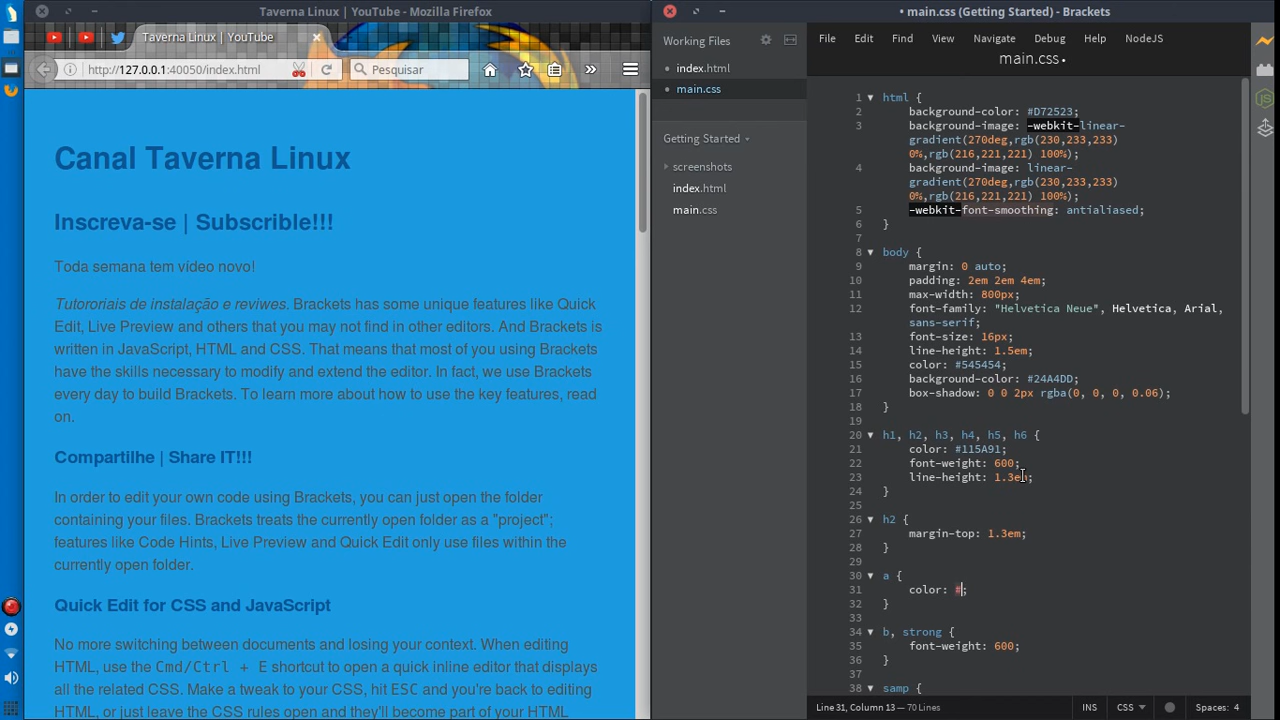 Taverna Linux | YouTube - Mozilla Firefox
Taverna Linux | YouTube
http://127.0.0.1:40050/index.html
Pesquisar
Canal Taverna Linux
Inscreva-se | Subscrible!!!
Toda semana tem vídeo novo!
Tutororiais de instalação e reviwes. Brackets has some unique features like Quick
Edit, Live Preview and others that you may not find in other editors. And Brackets is
written in JavaScript, HTML and CSS. That means that most of you using Brackets
have the skills necessary to modify and extend the editor. In fact, we use Brackets
every day to build Brackets. To learn more about how to use the key features, read
on.
Compartilhe | Share IT!!!
In order to edit your own code using Brackets, you can just open the folder
containing your files. Brackets treats the currently open folder as a "project";
features like Code Hints, Live Preview and Quick Edit only use files within the
currently open folder.
Quick Edit for CSS and JavaScript
No more switching between documents and losing your context. When editing
HTML, use the Cmd/Ctrl + E shortcut to open a quick inline editor that displays
all the related CSS. Make a tweak to your CSS, hit ESC and you're back to editing
HTML, or just leave the CSS rules open and they'll become part of your HTML
• main.css (Getting Started) - Brackets
Working Files
index.html
main.css
Getting Started
screenshots
index.html
main.css
File Edit Find View Navigate Debug Help NodeJS
main.css •
1 html {
2 background-color: #D72523;
3 background-image: -webkit-linear-
gradient(270deg,rgb(230,233,233)
0%,rgb(216,221,221) 100%);
4 background-image: linear-
gradient(270deg,rgb(230,233,233)
0%,rgb(216,221,221) 100%);
5 -webkit-font-smoothing: antialiased;
6 }
7
8 body {
9 margin: 0 auto;
10 padding: 2em 2em 4em;
11 max-width: 800px;
12 font-family: "Helvetica Neue", Helvetica, Arial,
sans-serif;
13 font-size: 16px;
14 line-height: 1.5em;
15 color: #545454;
16 background-color: #24A4DD;
17 box-shadow: 0 0 2px rgba(0, 0, 0, 0.06);
18 }
19
20 h1, h2, h3, h4, h5, h6 {
21 color: #115A91;
22 font-weight: 600;
23 line-height: 1.3em;
24 }
25
26 h2 {
27 margin-top: 1.3em;
28 }
29
30 a {
31 color: #;
32 }
33
34 b, strong {
35 font-weight: 600;
36 }
37
38 samp {
Line 31, Column 13 — 70 Lines
INS
CSS
Spaces: 4